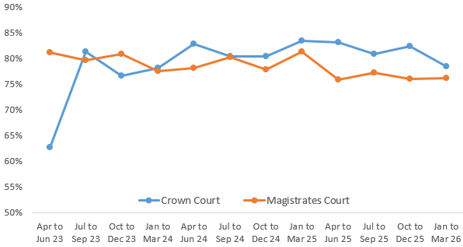 90%
85%
80%
75%
70%
65%
60%
55%
50%
Crown Court
Magistrates Court
Apr to Jul to Oct to Jan to Apr to Jul to Oct to Jan to Apr to Jul to Oct to Jan to
Jun 23 Sep 23 Dec 23 Mar 24 Jun 24 Sep 24 Dec 24 Mar 25 Jun 25 Sep 25 Dec 25 Mar 26